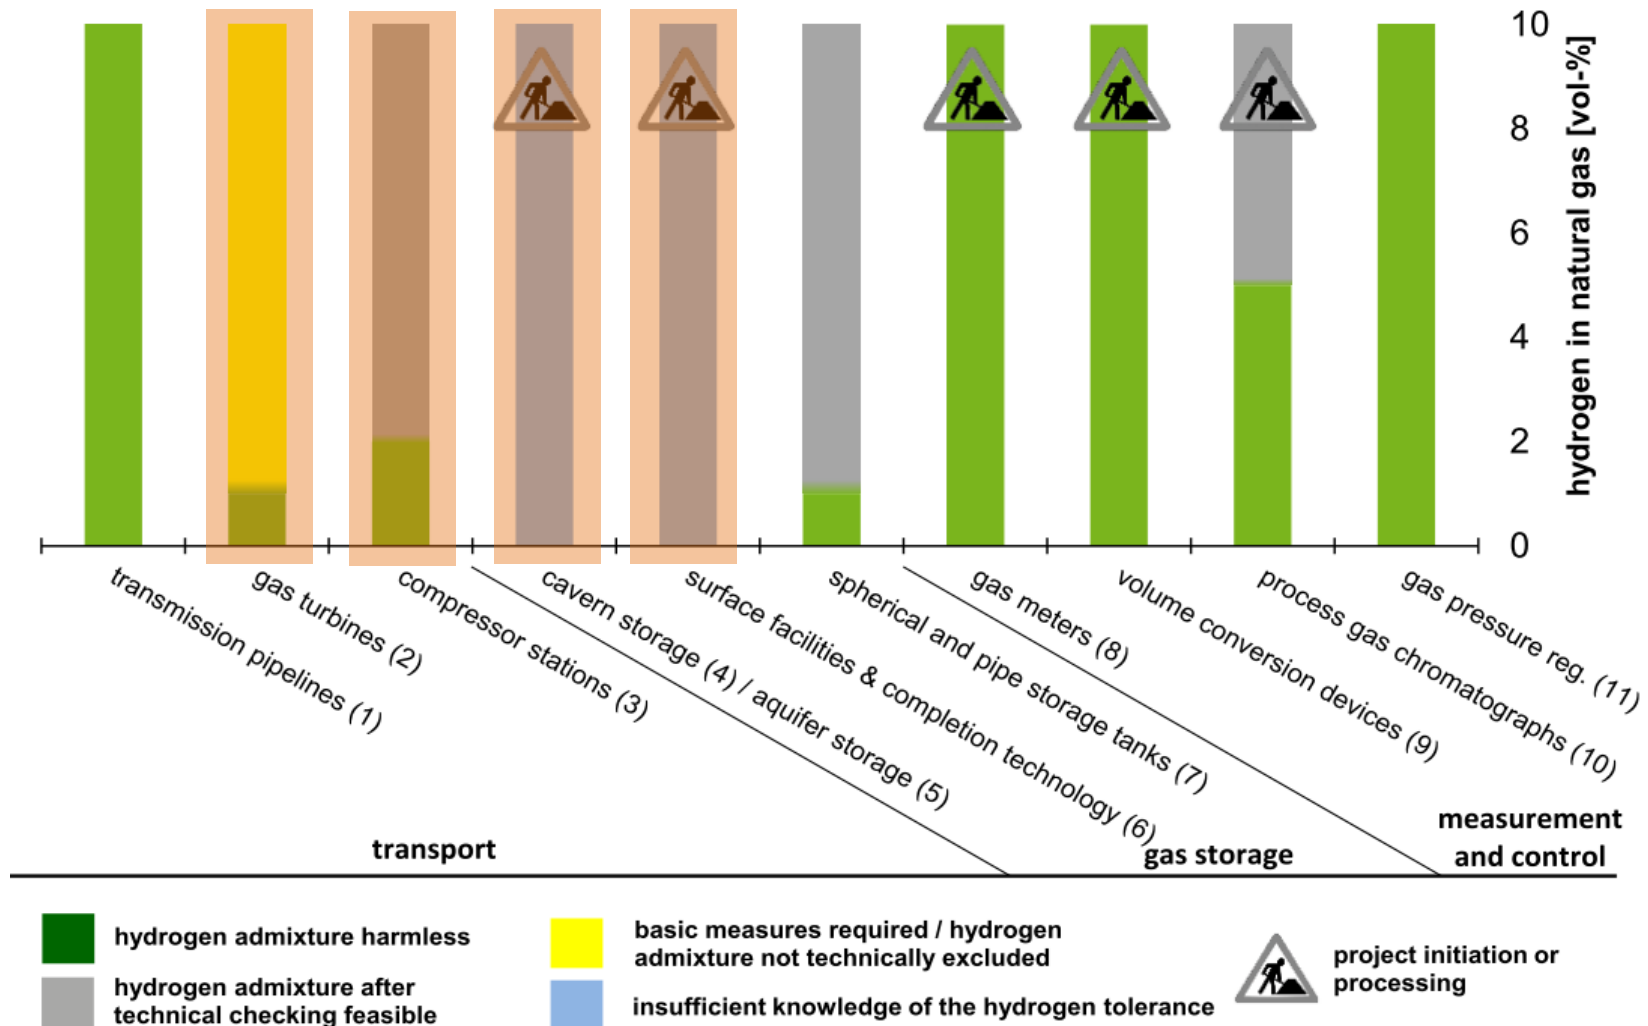 10
8
6
4
2
0
hydrogen in natural gas [vol-%]
transmission pipelines (1)
gas turbines (2)
compressor stations (3)
cavern storage (4) / aquifer storage (5)
surface facilities & completion technology (6)
spherical and pipe storage tanks (7)
gas meters (8)
volume conversion devices (9)
process gas chromatographs (10)
gas pressure reg. (11)
transport
gas storage
measurement
and control
hydrogen admixture harmless
hydrogen admixture after
technical checking feasible
basic measures required / hydrogen
admixture not technically excluded
insufficient knowledge of the hydrogen tolerance
project initiation or
processing